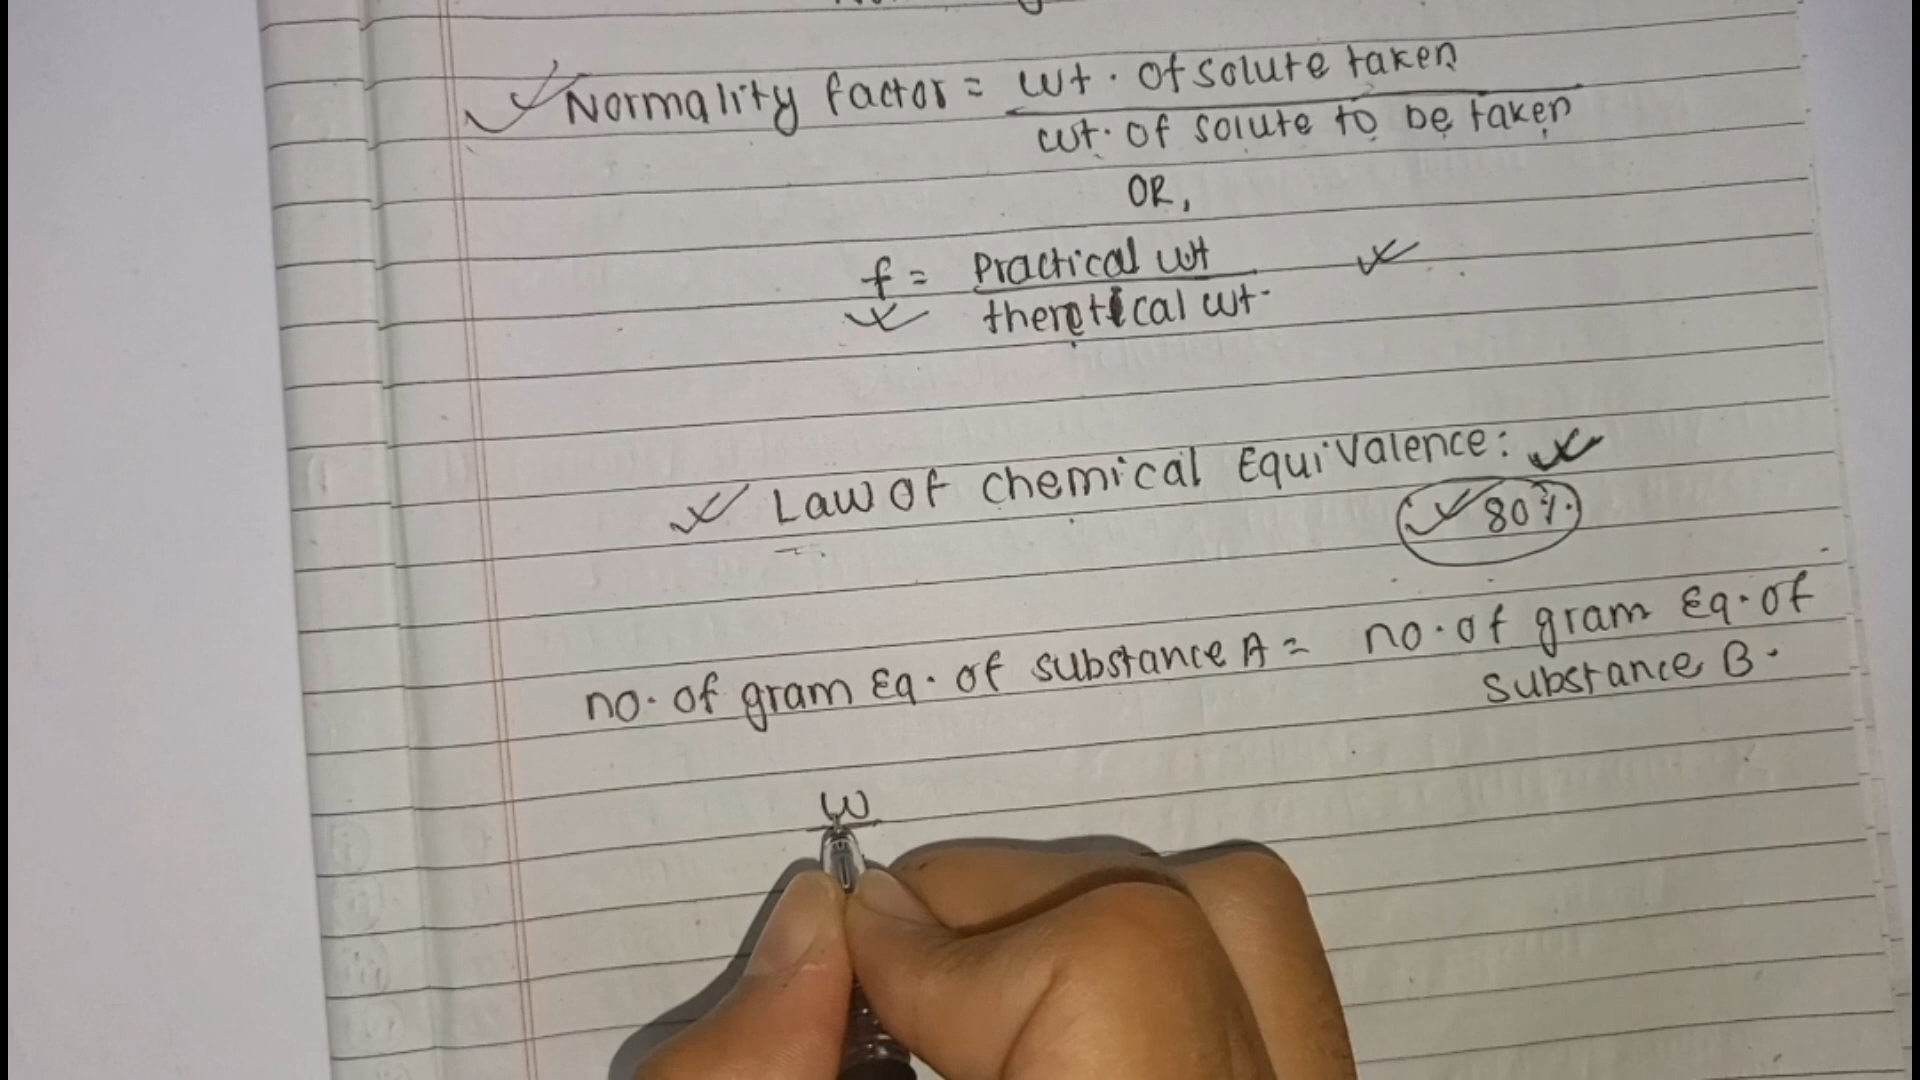 Normality factor = wt. of solute taken
wt. of solute to be taken
OR,
f = Practical wt
theretical wt.
Law of chemical Equivalence:
80%
no. of gram Eq. of substance A = no. of gram Eq. of
substance B.
W